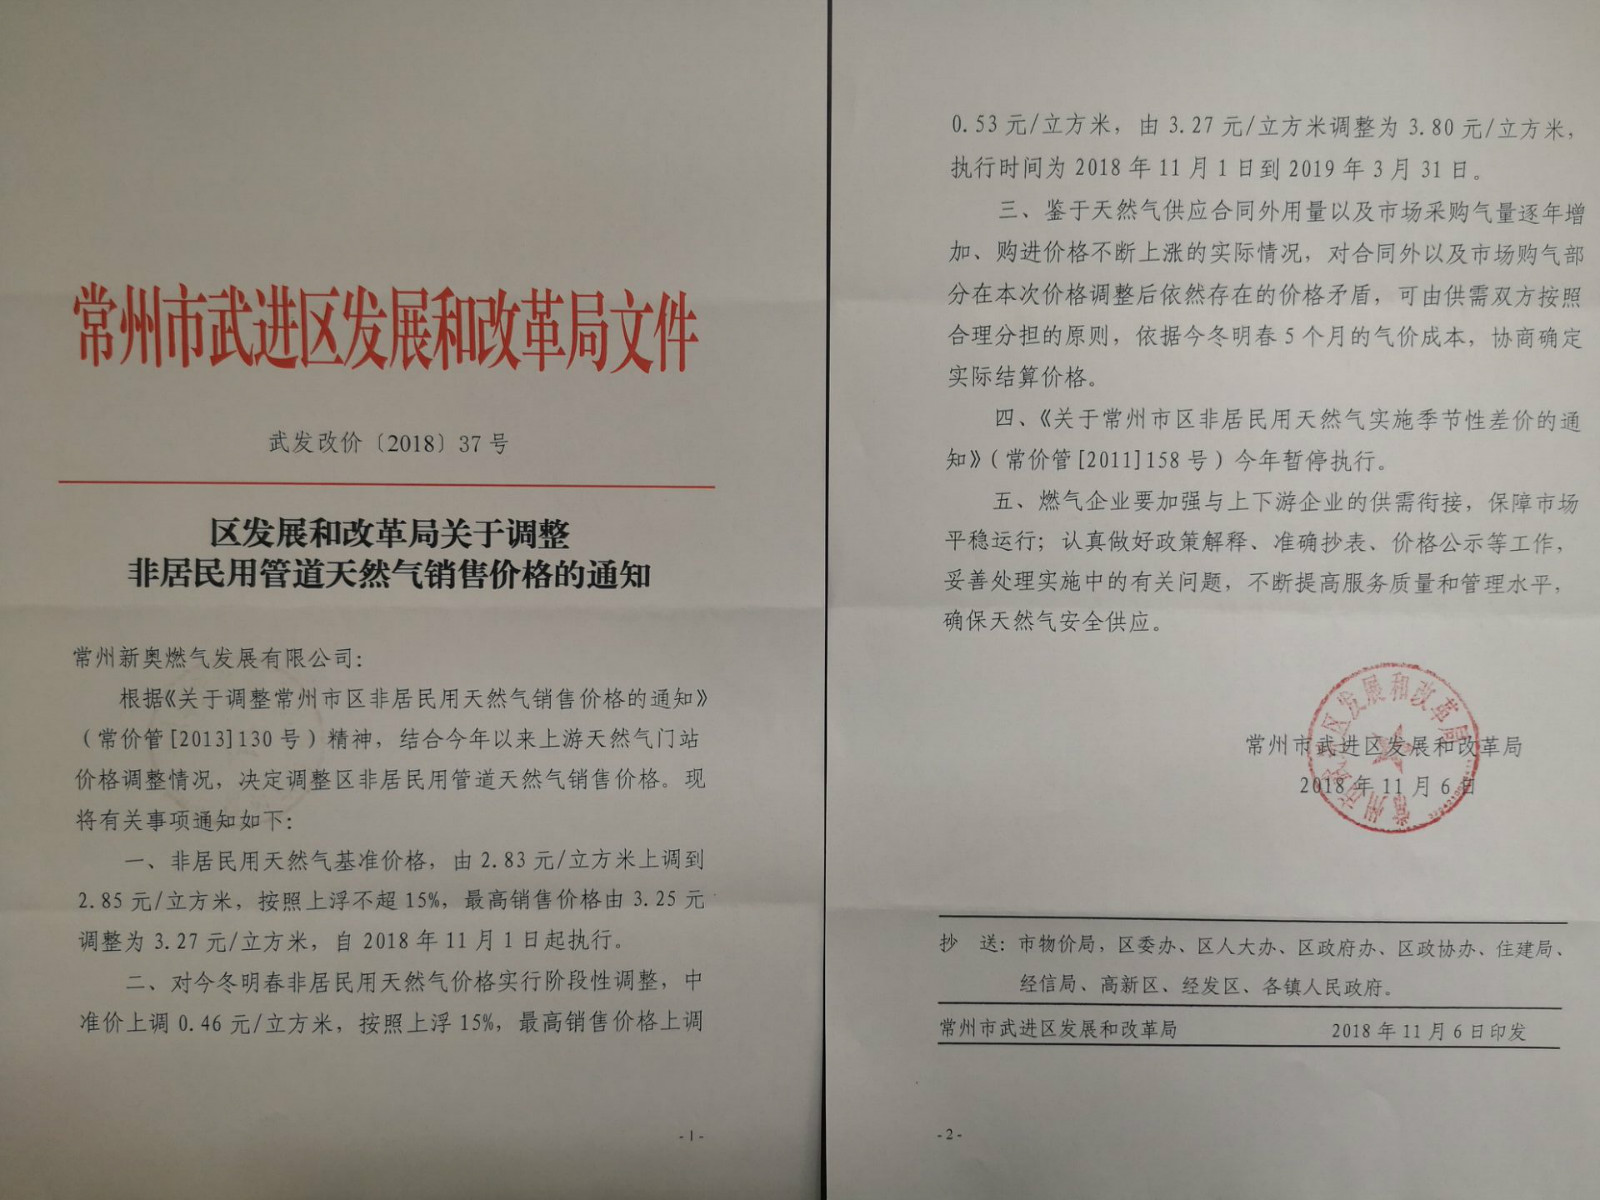 常州市武进区发展和改革局文件
武发改价〔2018〕37号
区发展和改革局关于调整
非居民用管道天然气销售价格的通知
常州新奥燃气发展有限公司：
根据《关于调整常州市区非居民用天然气销售价格的通知》
（常价管[2013]130号）精神，结合今年以来上游天然气门站
价格调整情况，决定调整区非居民用管道天然气销售价格。现
将有关事项通知如下：
一、非居民用天然气基准价格，由2.83元/立方米上调到
2.85元/立方米，按照上浮不超15%，最高销售价格由3.25元
调整为3.27元/立方米，自2018年11月1日起执行。
二、对今冬明春非居民用天然气价格实行阶段性调整，中
准价上调0.46元/立方米，按照上浮15%，最高销售价格上调
-1-
0.53元/立方米，由3.27元/立方米调整为3.80元/立方米，
执行时间为2018年11月1日到2019年3月31日。
三、鉴于天然气供应合同外用量以及市场采购气量逐年增
加、购进价格不断上涨的实际情况，对合同外以及市场购气部
分在本次价格调整后依然存在的价格矛盾，可由供需双方按照
合理分担的原则，依据今冬明春5个月的气价成本，协商确定
实际结算价格。
四、《关于常州市区非居民用天然气实施季节性差价的通
知》（常价管[2011]158号）今年暂停执行。
五、燃气企业要加强与上下游企业的供需衔接，保障市场
平稳运行；认真做好政策解释、准确抄表、价格公示等工作，
妥善处理实施中的有关问题，不断提高服务质量和管理水平，
确保天然气安全供应。
常州市武进区发展和改革局
常州市武进区发展和改革局
2018年11月6日
抄 送：市物价局，区委办、区人大办、区政府办、区政协办、住建局、
经信局、高新区、经发区、各镇人民政府。
常州市武进区发展和改革局 2018年11月6日印发
-2-